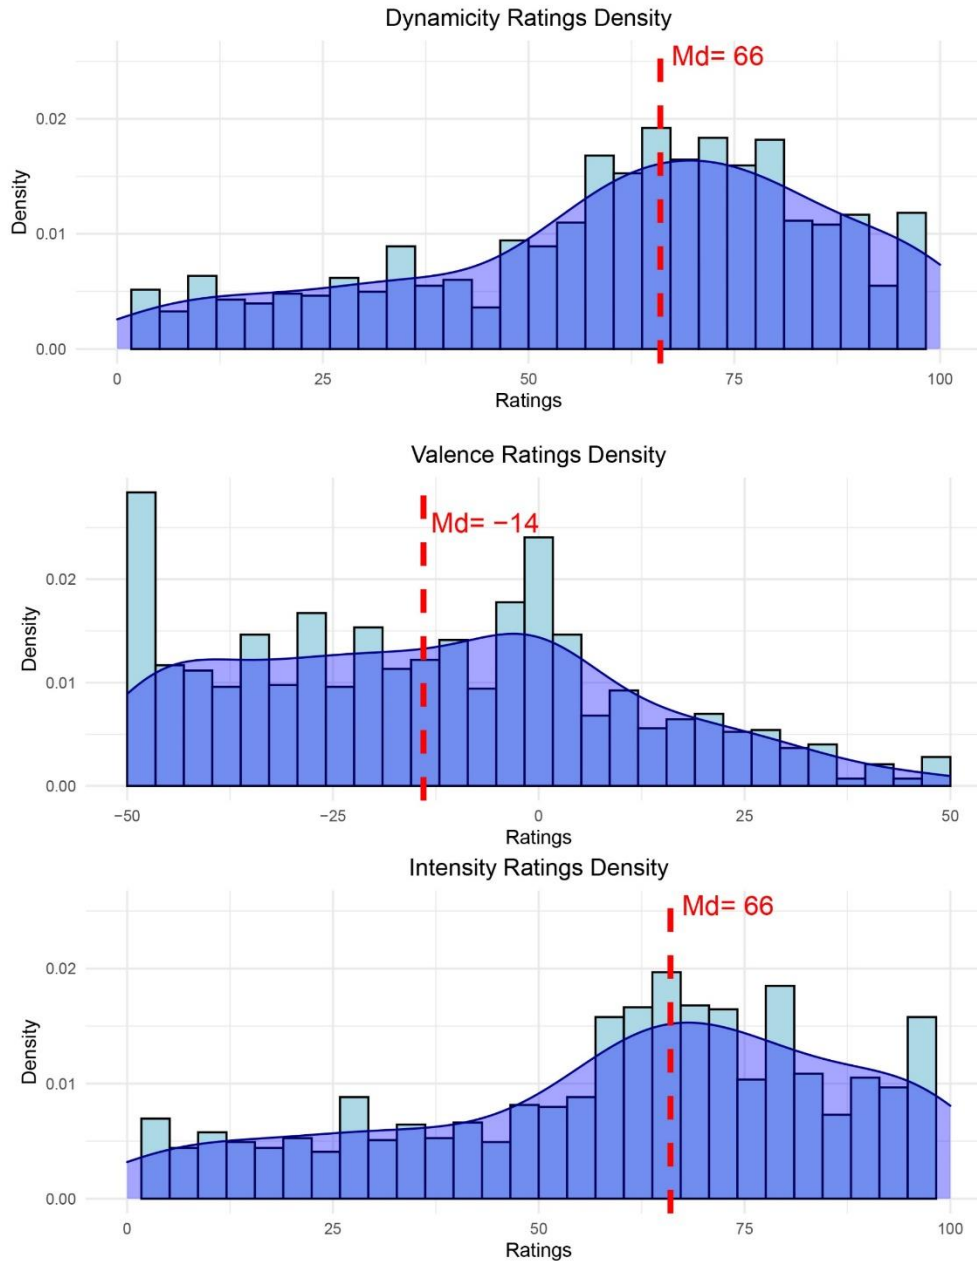 Dynamicity Ratings Density
Md= 66
0.02
0.01
0.00
Density
0 25 50 75 100
Ratings
Valence Ratings Density
Md= −14
0.02
0.01
0.00
Density
−50 −25 0 25 50
Ratings
Intensity Ratings Density
Md= 66
0.02
0.01
0.00
Density
0 25 50 75 100
Ratings